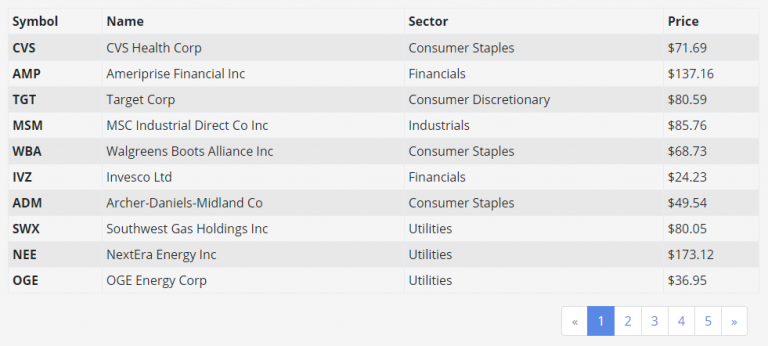 Symbol Name Sector Price
CVS CVS Health Corp Consumer Staples $71.69
AMP Ameriprise Financial Inc Financials $137.16
TGT Target Corp Consumer Discretionary $80.59
MSM MSC Industrial Direct Co Inc Industrials $85.76
WBA Walgreens Boots Alliance Inc Consumer Staples $68.73
IVZ Invesco Ltd Financials $24.23
ADM Archer-Daniels-Midland Co Consumer Staples $49.54
SWX Southwest Gas Holdings Inc Utilities $80.05
NEE NextEra Energy Inc Utilities $173.12
OGE OGE Energy Corp Utilities $36.95
« 1 2 3 4 5 »